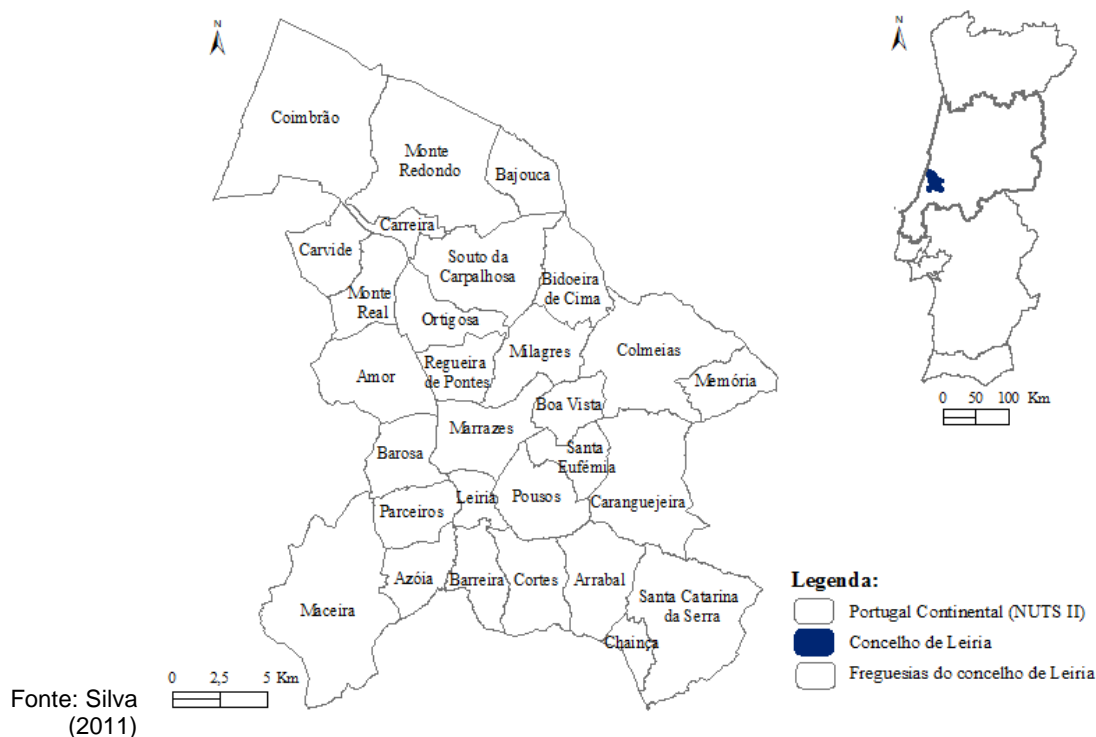 N
N
Coimbrão
Monte
Redondo
Bajouca
Carreira
Carvide
Souto da
Carpalhosa
Bidoeira
de Cima
Monte
Real
Ortigosa
Milagres
Colmeias
Regueira
de Pontes
Amor
Memória
Boa Vista
Marrazes
Barosa
Santa
Eufémia
Leiria
Pousos
Caranguejeira
Parceiros
Azóia
Barreira
Cortes
Arrabal
Santa Catarina
da Serra
Maceira
Chainça
0 50 100 Km
Legenda:
Portugal Continental (NUTS II)
Concelho de Leiria
Freguesias do concelho de Leiria
0 2,5 5 Km
Fonte: Silva
(2011)